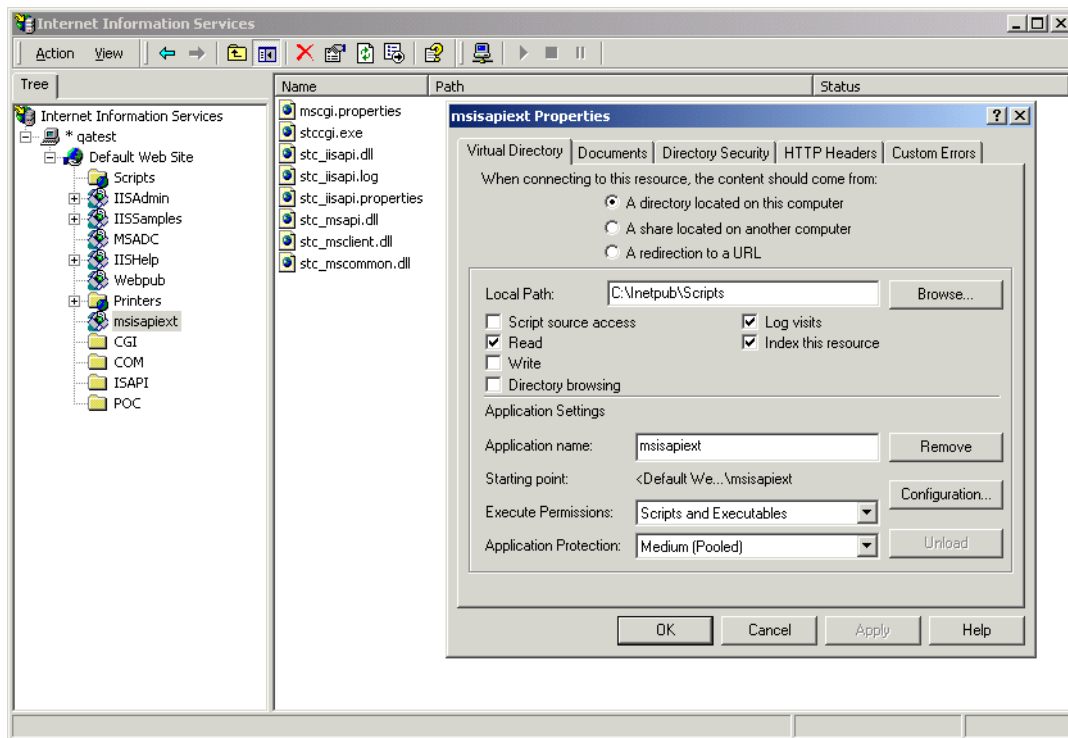 Internet Information Services
Action View
Tree
Name Path Status
Internet Information Services
* qatest
Default Web Site
Scripts
IISAdmin
IISSamples
MSADC
IISHelp
Webpub
Printers
msisapiext
CGI
COM
ISAPI
POC
mscgi.properties
stccgi.exe
stc_iisapi.dll
stc_iisapi.log
stc_iisapi.properties
stc_msapi.dll
stc_msclient.dll
stc_mscommon.dll
msisapiext Properties
Virtual Directory Documents Directory Security HTTP Headers Custom Errors
When connecting to this resource, the content should come from:
A directory located on this computer
A share located on another computer
A redirection to a URL
Local Path: C:\Inetpub\Scripts Browse...
Script source access Log visits
Read Index this resource
Write
Directory browsing
Application Settings
Application name: msisapiext Remove
Starting point: <Default We...\msisapiext
Configuration...
Execute Permissions: Scripts and Executables
Application Protection: Medium (Pooled) Unload
OK Cancel Apply Help